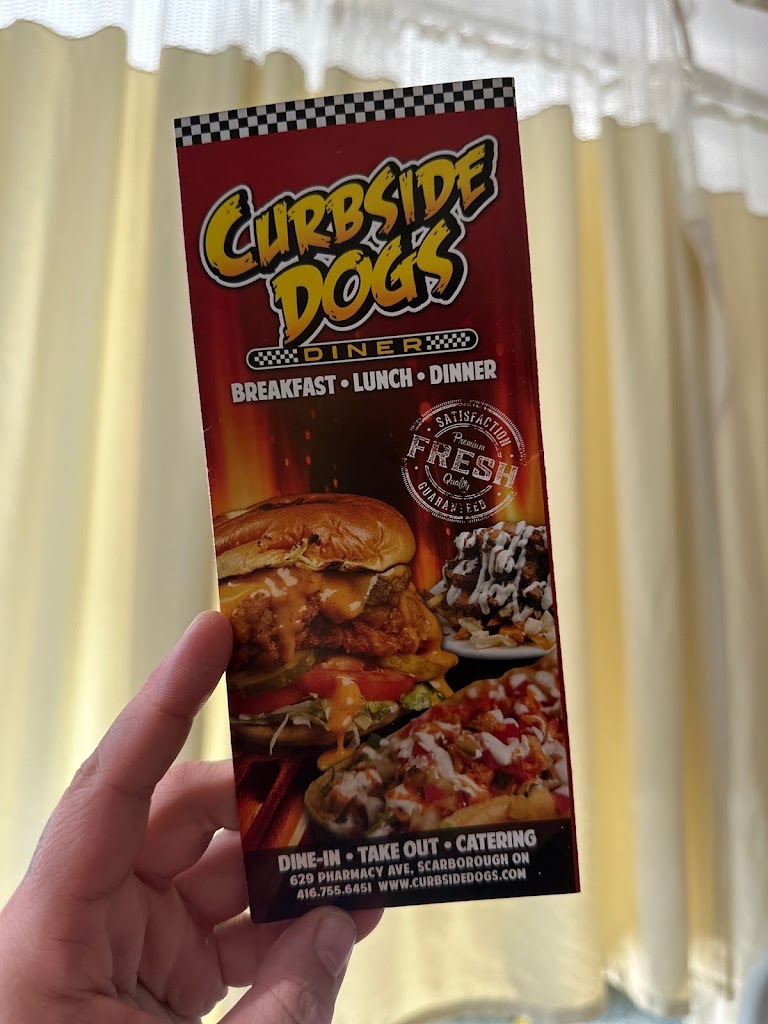 CURBSIDE
DOGS
DINER
BREAKFAST • LUNCH • DINNER
SATISFACTION
Premium
FRESH
Quality
GUARANTEED
DINE-IN • TAKE OUT • CATERING
629 PHARMACY AVE, SCARBOROUGH ON
416.755.6451 WWW.CURBSIDEDOGS.COM